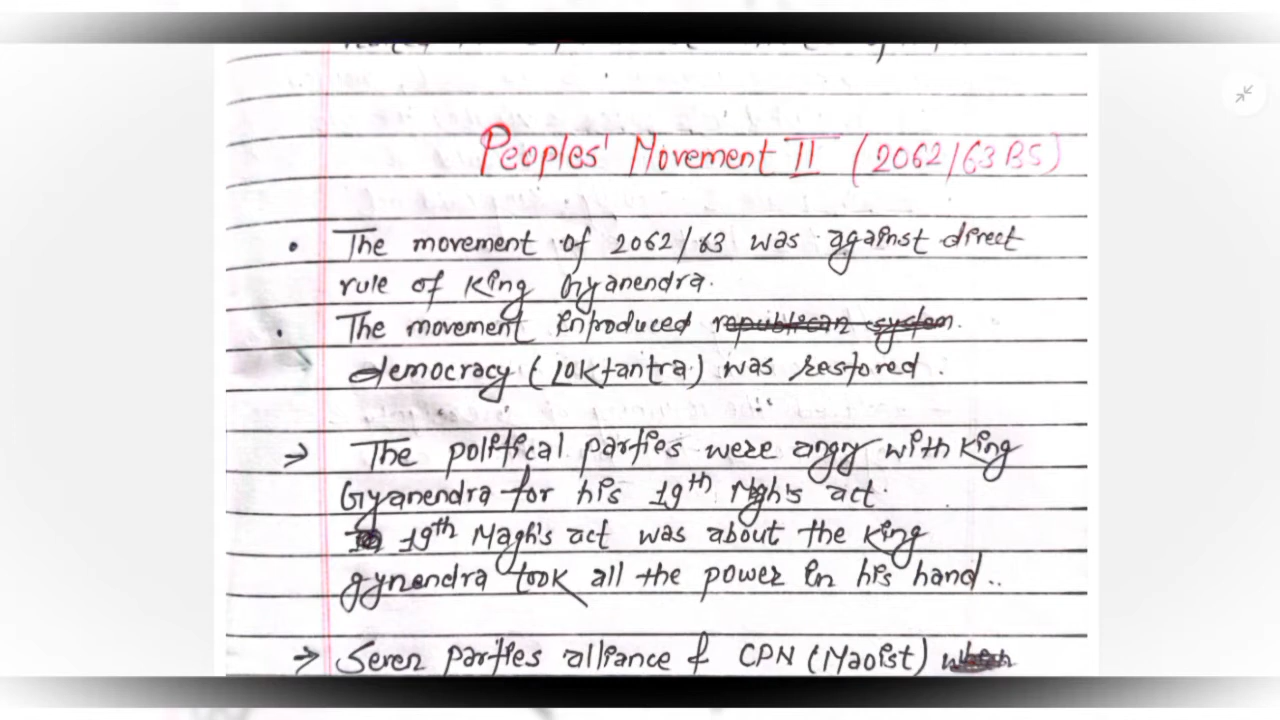 Peoples' Movement II (2062/63 BS)
• The movement of 2062/63 was against direct
rule of King Gyanendra.
• The movement introduced republican system.
democracy (Loktantra) was restored.
→ The political parties were angry with King
Gyanendra for his 19th Magh's act.
19th Magh's act was about the King
gynendra took all the power in his hand..
→ Seven parties alliance & CPN (Maoist)